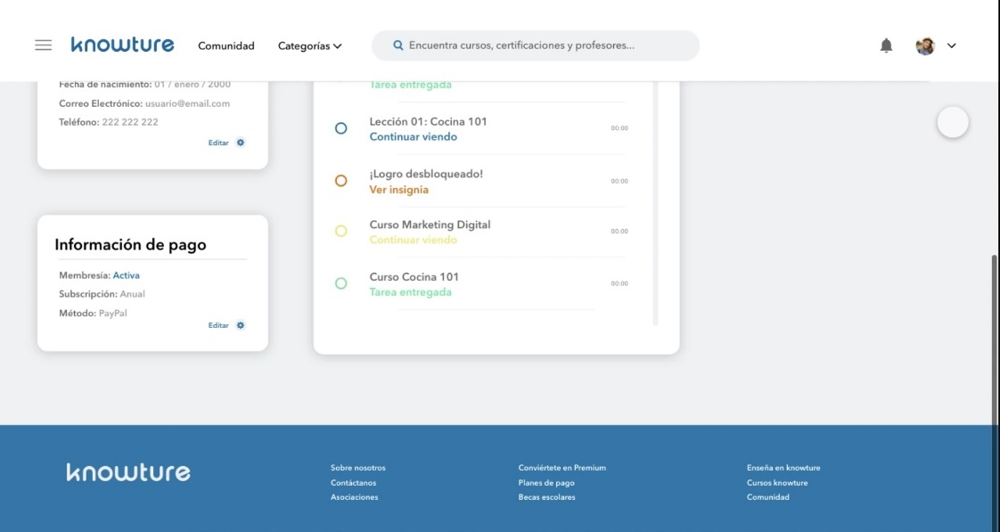 knowture
Comunidad
Categorías
Encuentra cursos, certificaciones y profesores...
Fecha de nacimiento: 01 / enero / 2000
Correo Electrónico: usuario@email.com
Teléfono: 222 222 222
Editar
Información de pago
Membresía: Activa
Subscripción: Anual
Método: PayPal
Editar
Tarea entregada
Lección 01: Cocina 101
Continuar viendo
00:00
¡Logro desbloqueado!
Ver insignia
00:00
Curso Marketing Digital
Continuar viendo
00:00
Curso Cocina 101
Tarea entregada
00:00
knowture
Sobre nosotros
Contáctanos
Asociaciones
Conviértete en Premium
Planes de pago
Becas escolares
Enseña en knowture
Cursos knowture
Comunidad